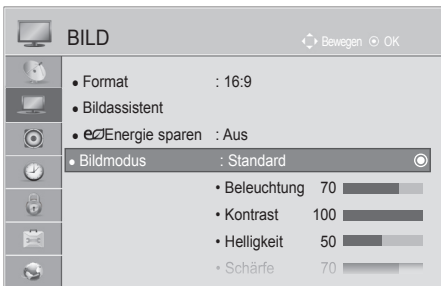 BILD
Bewegen OK
• Format : 16:9
• Bildassistent
• eØEnergie sparen : Aus
• Bildmodus : Standard
• Beleuchtung 70
• Kontrast 100
• Helligkeit 50
• Schärfe 70